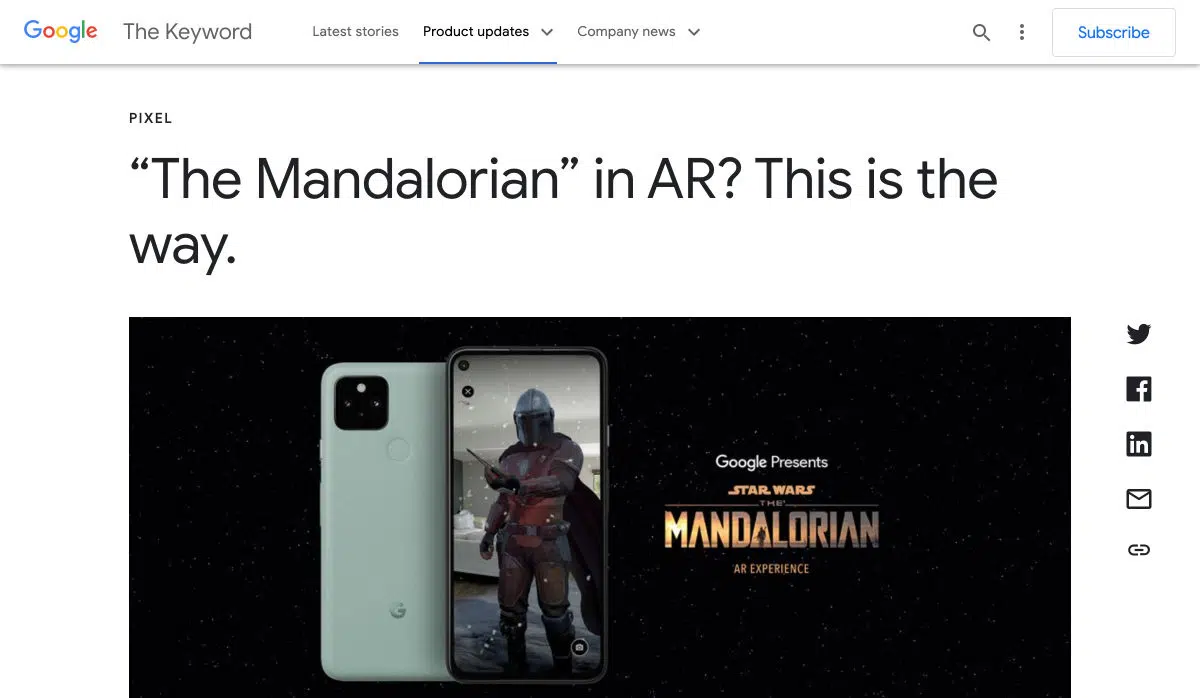 Google The Keyword Latest stories Product updates Company news Subscribe
PIXEL
“The Mandalorian” in AR? This is the
way.
Google Presents
STAR WARS
THE
MANDALORIAN
AR EXPERIENCE